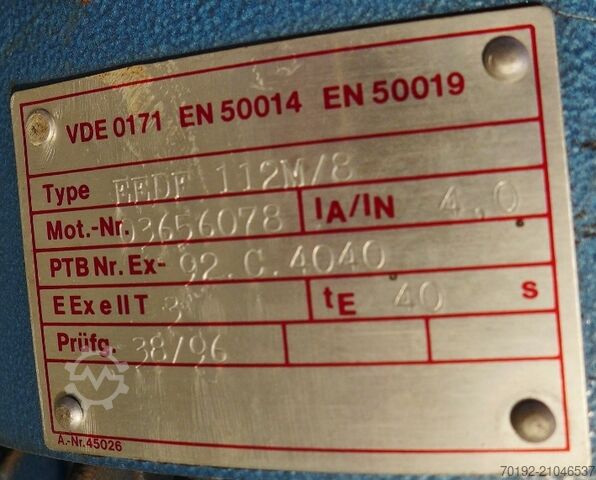 VDE 0171 EN 50014 EN 50019
Type EEDF 112M/8
Mot.-Nr. 03656078 IA/IN 4,0
PTB Nr. Ex- 92.C.4040
E Ex e II T 3 tE 40 s
Prüfg. 38/96
A.-Nr. 45026
70192-21046537